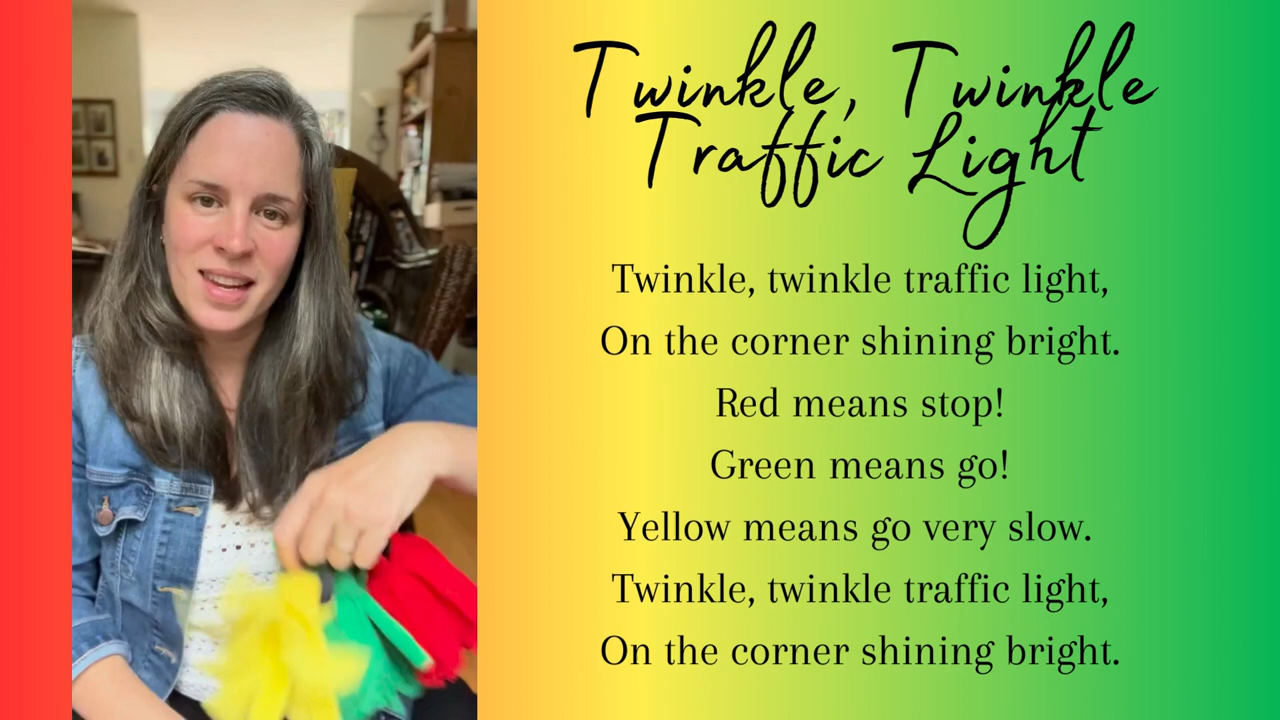 Twinkle, Twinkle
Traffic Light
Twinkle, twinkle traffic light,
On the corner shining bright.
Red means stop!
Green means go!
Yellow means go very slow.
Twinkle, twinkle traffic light,
On the corner shining bright.